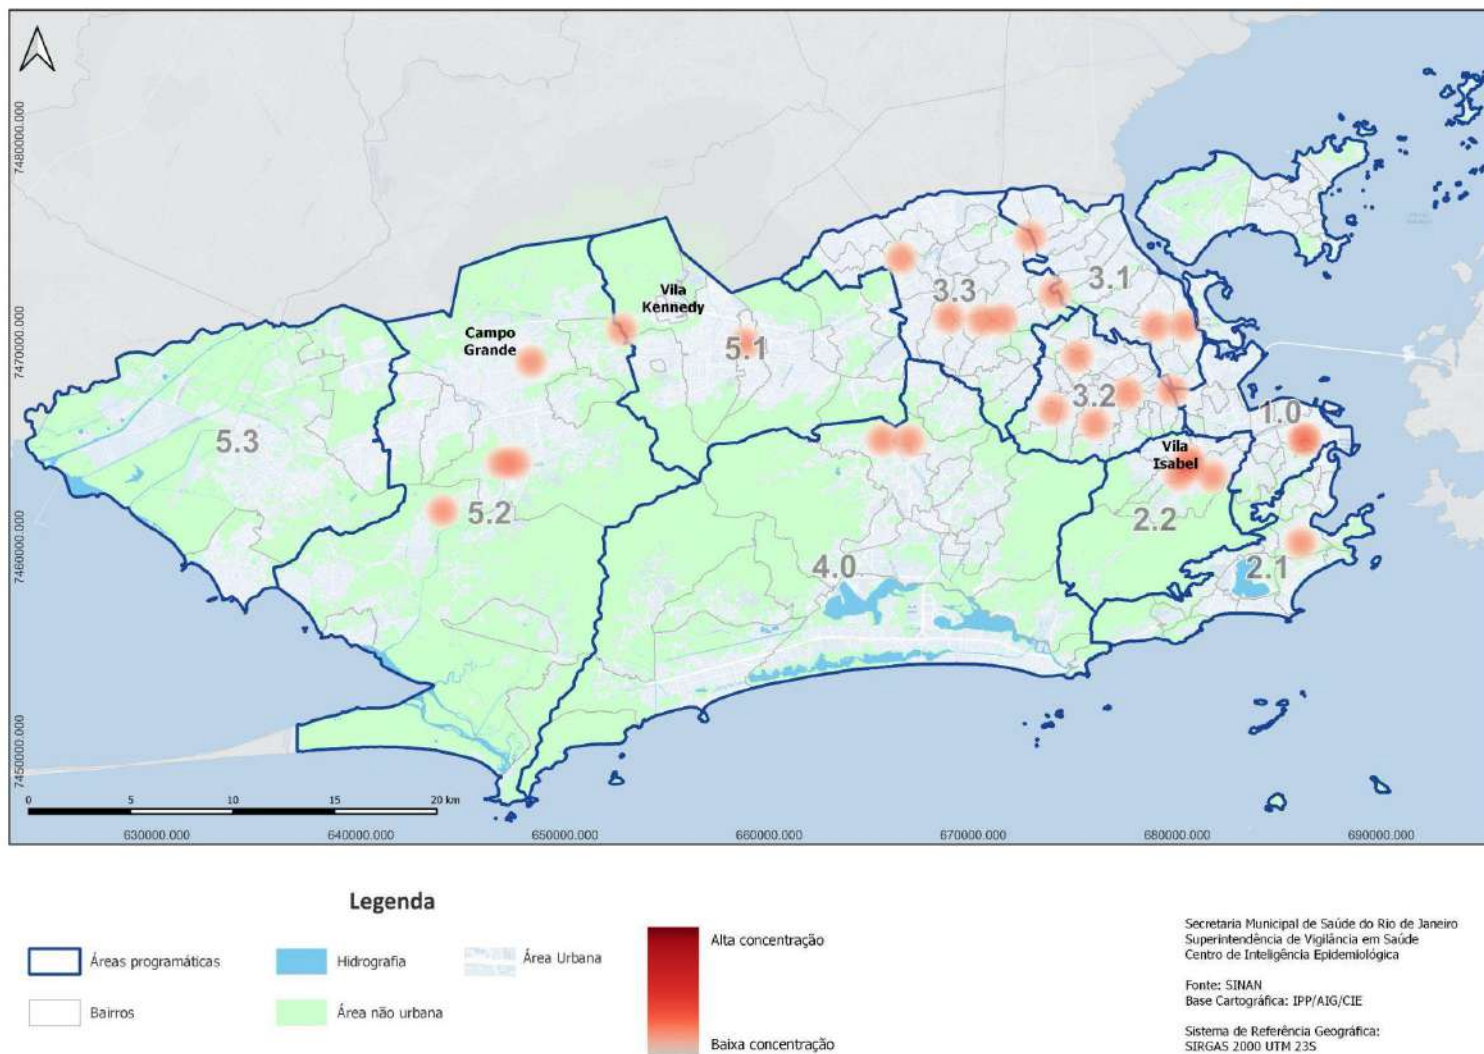 7480000.000
7470000.000
7460000.000
7450000.000
Vila
Kennedy
Campo
Grande
3.3
3.1
5.1
3.2
1.0
5.3
Vila
Isabel
5.2
2.2
4.0
2.1
0 5 10 15 20 km
630000.000 640000.000 650000.000 660000.000 670000.000 680000.000 690000.000
Legenda
Áreas programáticas
Bairros
Hidrografia
Área não urbana
Área Urbana
Alta concentração
Baixa concentração
Secretaria Municipal de Saúde do Rio de Janeiro
Superintendência de Vigilância em Saúde
Centro de Inteligência Epidemiológica
Fonte: SINAN
Base Cartográfica: IPP/AIG/CIE
Sistema de Referência Geográfica:
SIRGAS 2000 UTM 23S